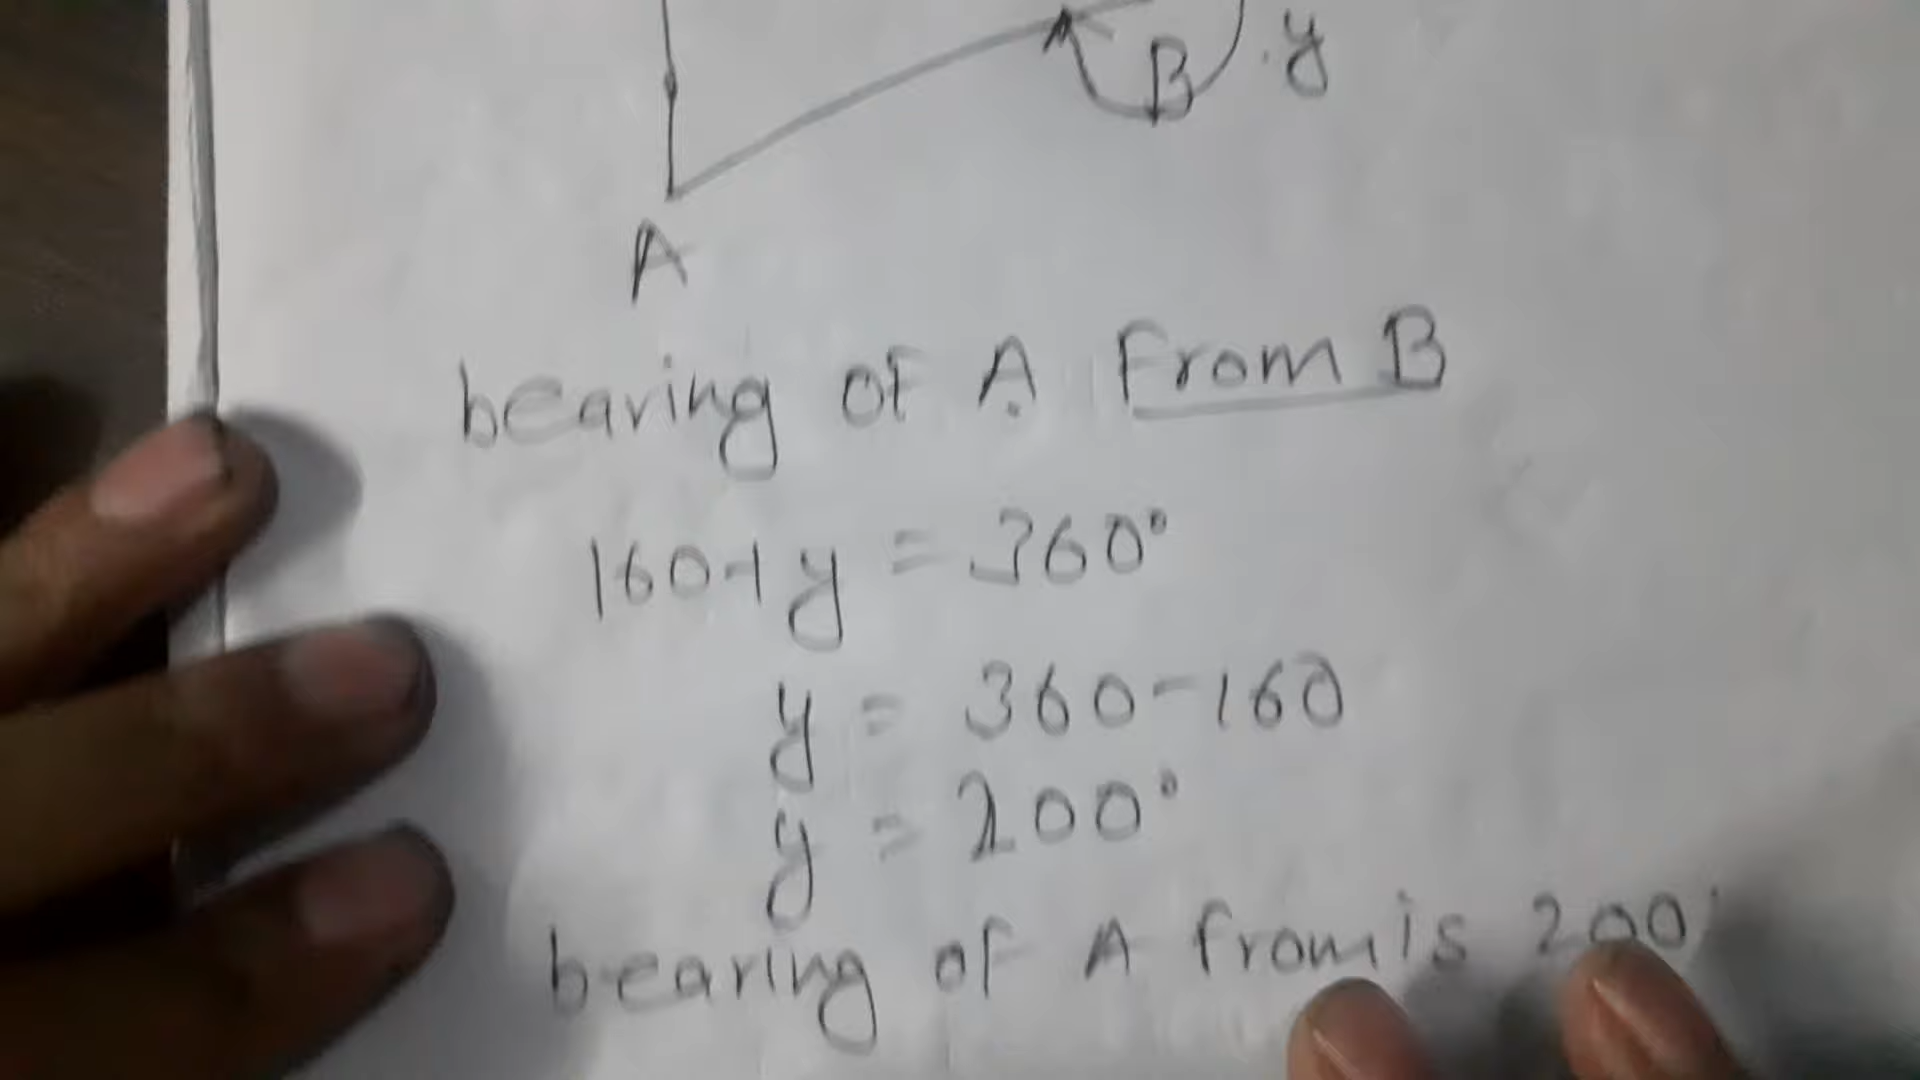 B .y
A
bearing of A From B
160+y = 360°
y = 360-160
y = 200°
bearing of A from is 200°